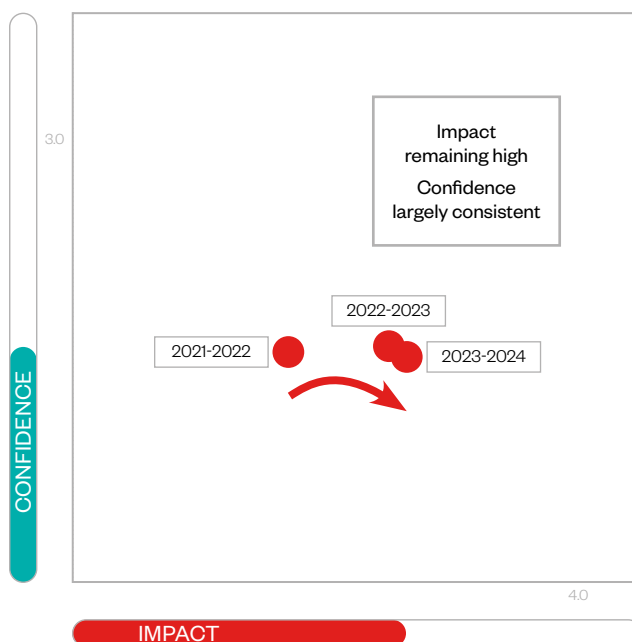 3.0
Impact
remaining high
Confidence
largely consistent
2022-2023
2021-2022
2023-2024
CONFIDENCE
4.0
IMPACT